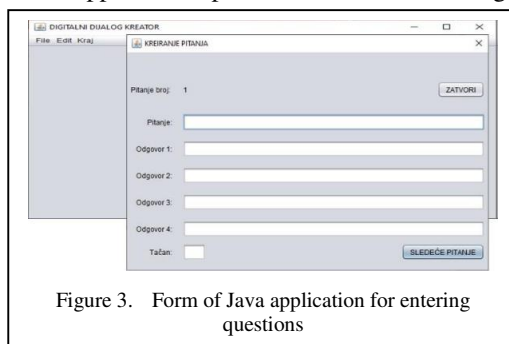 DIGITALNI DIJALOG KREATOR
File Edit Kraj
KREIRANJE PITANJA
Pitanje broj: 1
ZATVORI
Pitanje:
Odgovor 1:
Odgovor 2:
Odgovor 3:
Odgovor 4:
Tačan:
SLEDEĆE PITANJE
Figure 3. Form of Java application for entering
questions